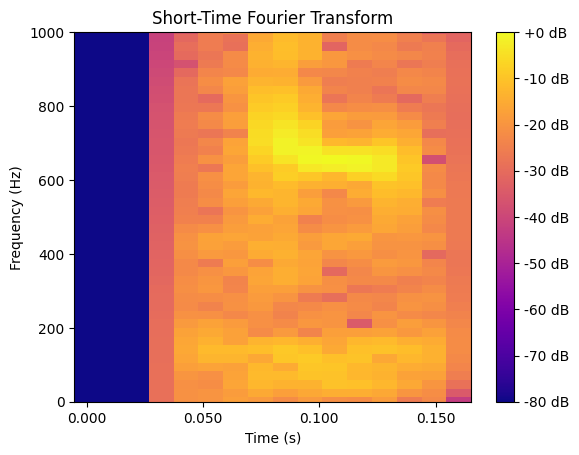 Short-Time Fourier Transform
1000
800
600
400
200
0
Frequency (Hz)
0.000
0.050
0.100
0.150
Time (s)
+0 dB
-10 dB
-20 dB
-30 dB
-40 dB
-50 dB
-60 dB
-70 dB
-80 dB